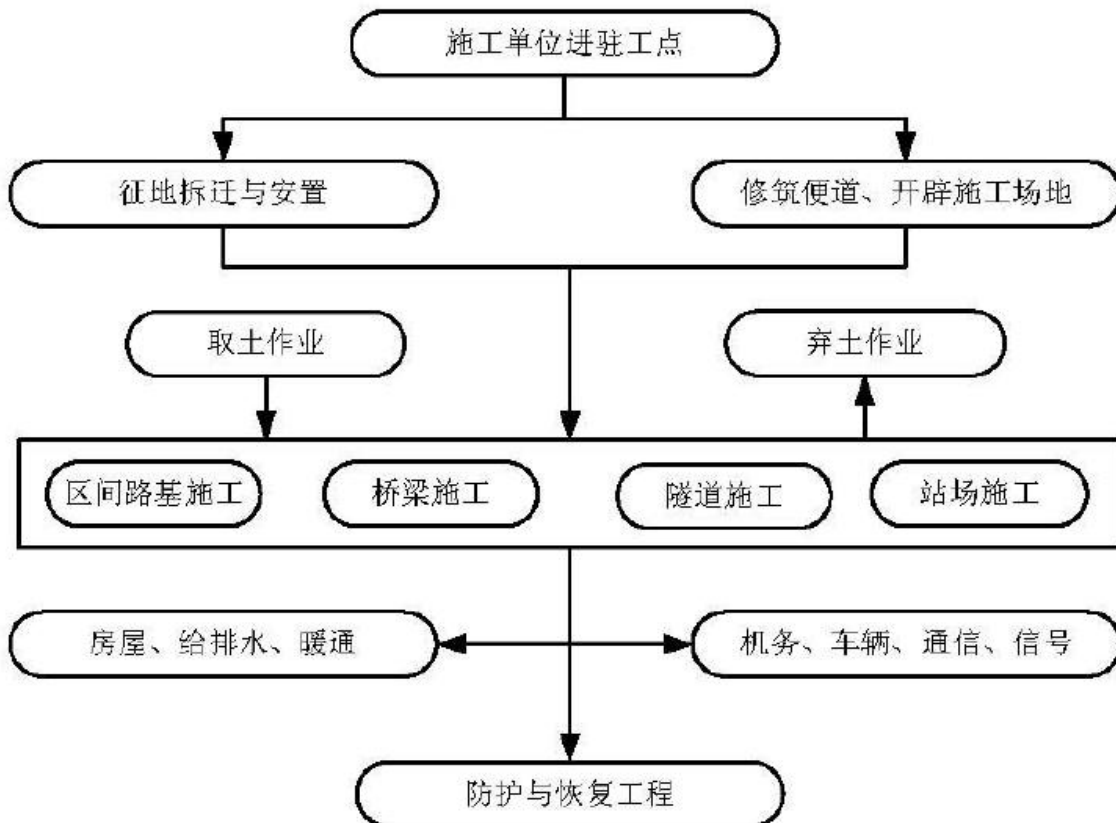 施工单位进驻工点
征地拆迁与安置
修筑便道、开辟施工场地
取土作业
弃土作业
区间路基施工
桥梁施工
隧道施工
站场施工
房屋、给排水、暖通
机务、车辆、通信、信号
防护与恢复工程